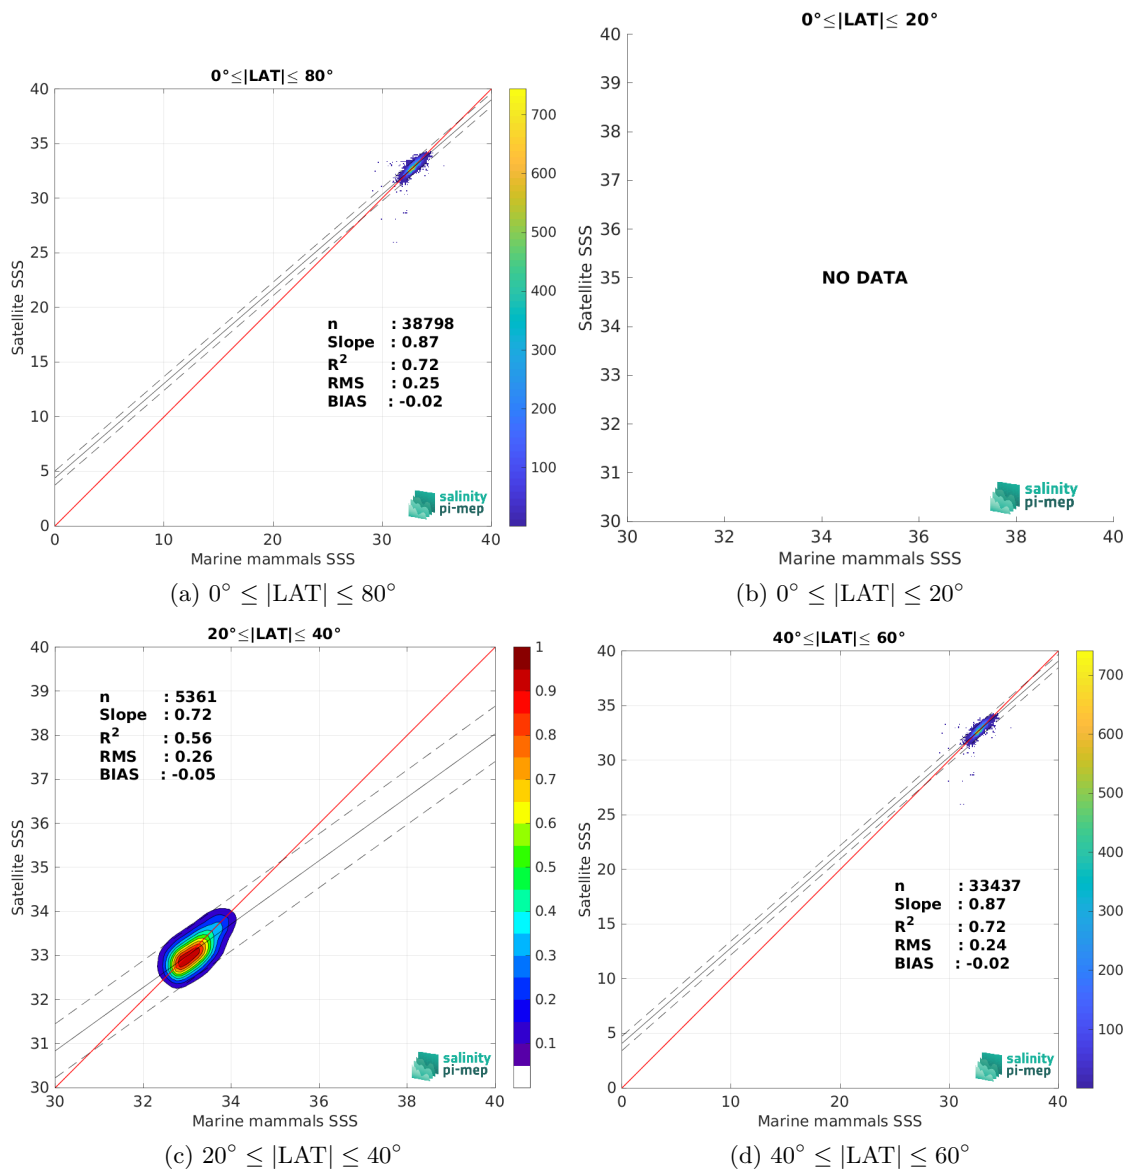 0°≤|LAT|≤ 80°
40
35
30
25
20
15
10
5
0
Satellite SSS
n : 38798
Slope : 0.87
R² : 0.72
RMS : 0.25
BIAS : -0.02
salinity
pi-mep
0 10 20 30 40
Marine mammals SSS
700
600
500
400
300
200
100
(a) 0° ≤ |LAT| ≤ 80°
0°≤|LAT|≤ 20°
40
39
38
37
36
35
34
33
32
31
30
Satellite SSS
NO DATA
salinity
pi-mep
30 32 34 36 38 40
Marine mammals SSS
(b) 0° ≤ |LAT| ≤ 20°
20°≤|LAT|≤ 40°
40
39
38
37
36
35
34
33
32
31
30
Satellite SSS
n : 5361
Slope : 0.72
R² : 0.56
RMS : 0.26
BIAS : -0.05
salinity
pi-mep
30 32 34 36 38 40
Marine mammals SSS
1
0.9
0.8
0.7
0.6
0.5
0.4
0.3
0.2
0.1
(c) 20° ≤ |LAT| ≤ 40°
40°≤|LAT|≤ 60°
40
35
30
25
20
15
10
5
0
Satellite SSS
n : 33437
Slope : 0.87
R² : 0.72
RMS : 0.24
BIAS : -0.02
salinity
pi-mep
0 10 20 30 40
Marine mammals SSS
700
600
500
400
300
200
100
(d) 40° ≤ |LAT| ≤ 60°